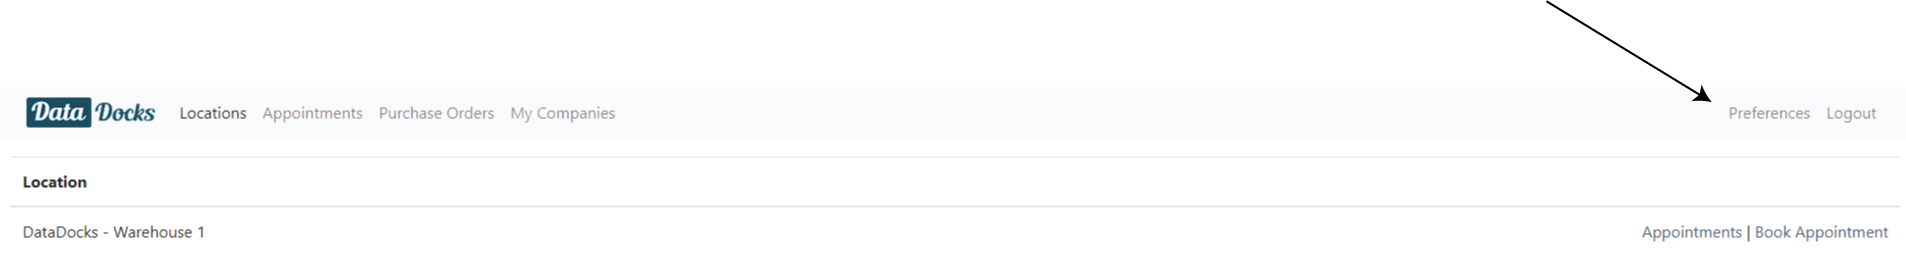 Data Docks Locations Appointments Purchase Orders My Companies Preferences Logout
Location
DataDocks - Warehouse 1 Appointments | Book Appointment